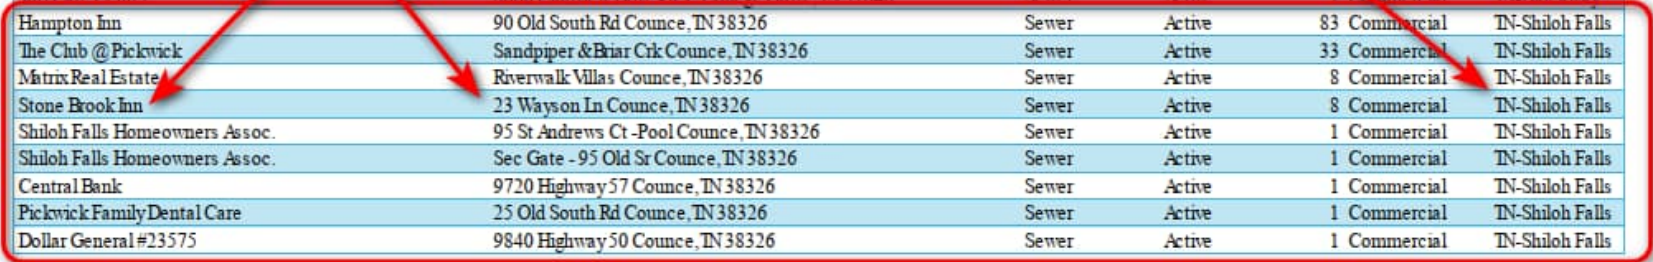 Hampton Inn 90 Old South Rd Counce, TN 38326 Sewer Active 83 Commercial TN-Shiloh Falls
The Club @ Pickwick Sandpiper & Briar Crk Counce, TN 38326 Sewer Active 33 Commercial TN-Shiloh Falls
Matrix Real Estate Riverwalk Villas Counce, TN 38326 Sewer Active 8 Commercial TN-Shiloh Falls
Stone Brook Inn 23 Wayson Ln Counce, TN 38326 Sewer Active 8 Commercial TN-Shiloh Falls
Shiloh Falls Homeowners Assoc. 95 St Andrews Ct -Pool Counce, TN 38326 Sewer Active 1 Commercial TN-Shiloh Falls
Shiloh Falls Homeowners Assoc. Sec Gate - 95 Old Sr Counce, TN 38326 Sewer Active 1 Commercial TN-Shiloh Falls
Central Bank 9720 Highway 57 Counce, TN 38326 Sewer Active 1 Commercial TN-Shiloh Falls
Pickwick Family Dental Care 25 Old South Rd Counce, TN 38326 Sewer Active 1 Commercial TN-Shiloh Falls
Dollar General #23575 9840 Highway 50 Counce, TN 38326 Sewer Active 1 Commercial TN-Shiloh Falls